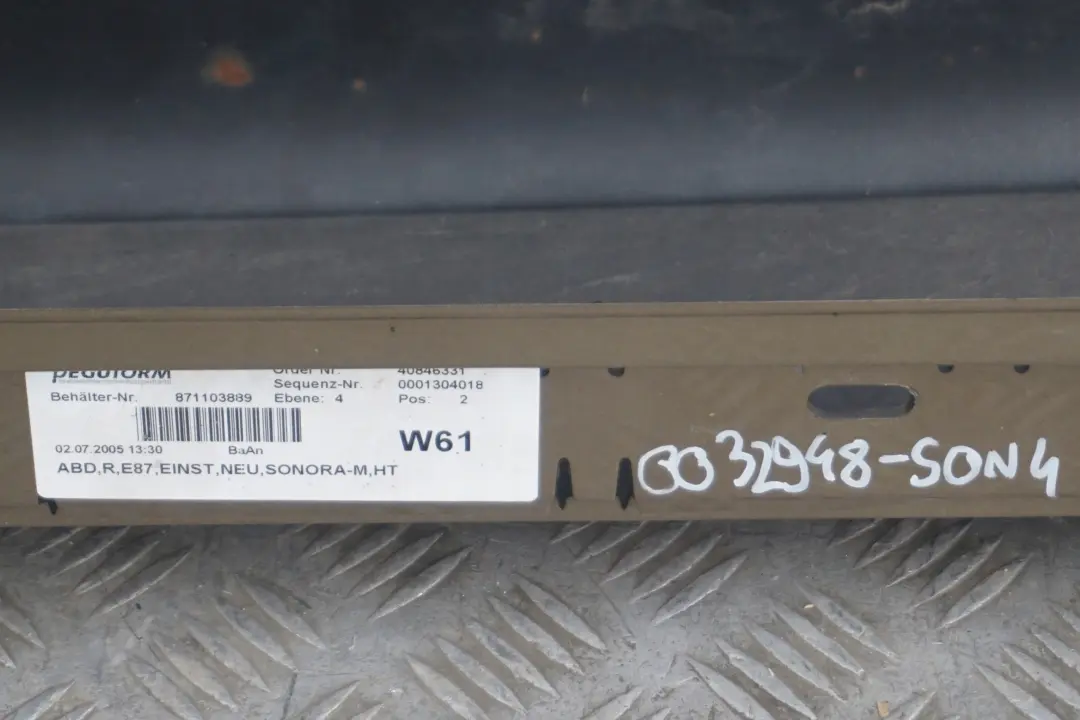 PEGUFORM
Order Nr. 40846331
Sequenz-Nr. 0001304018
Behälter-Nr. 871103889 Ebene: 4 Pos: 2
02.07.2005 13:30 BaAn W61
ABD,R,E87,EINST,NEU,SONORA-M,HT
0032948-SON4